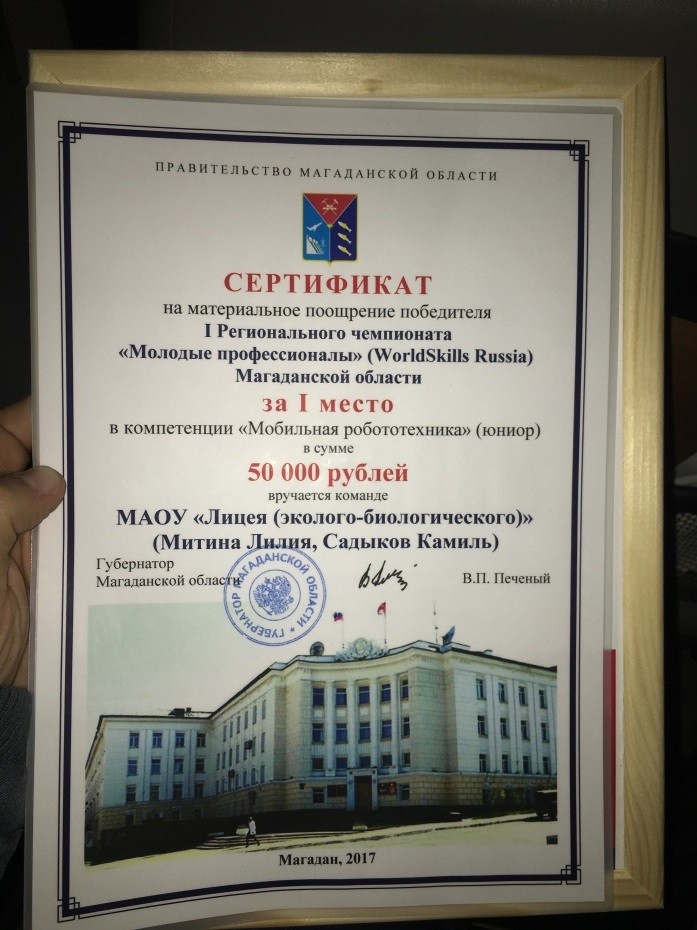 ПРАВИТЕЛЬСТВО МАГАДАНСКОЙ ОБЛАСТИ
СЕРТИФИКАТ
на материальное поощрение победителя
I Регионального чемпионата
«Молодые профессионалы» (WorldSkills Russia)
Магаданской области
за I место
в компетенции «Мобильная робототехника» (юниор)
в сумме
50 000 рублей
вручается команде
МАОУ «Лицея (эколого-биологического)»
(Митина Лилия, Садыков Камиль)
Губернатор
Магаданской области
В.П. Печеный
ГУБЕРНАТОР МАГАДАНСКОЙ ОБЛАСТИ
Магадан, 2017